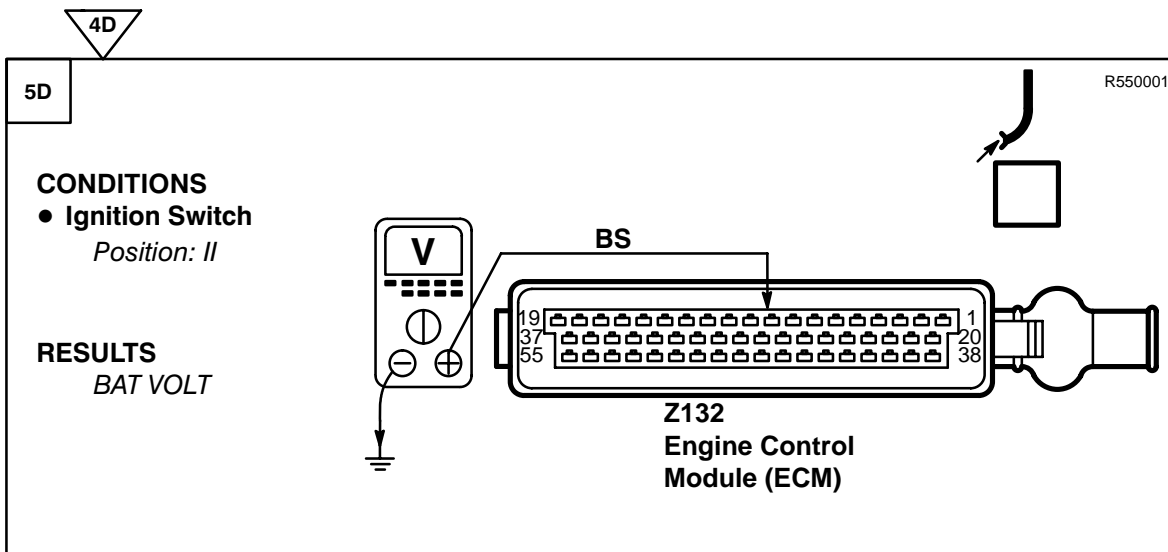 4D
5D
R550001
CONDITIONS
• Ignition Switch
Position: II
RESULTS
BAT VOLT
V
BS
19 1
37 20
55 38
Z132
Engine Control
Module (ECM)